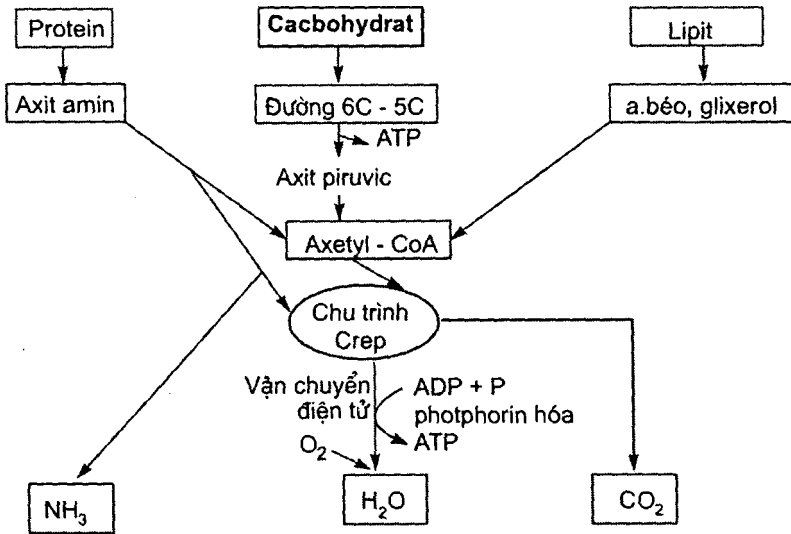 Protein
Cacbohydrat
Lipit
Axit amin
Đường 6C - 5C
a.béo, glixerol
ATP
Axit piruvic
Axetyl - CoA
Chu trình
Crep
Vận chuyển
điện tử
ADP + P
photphorin hóa
ATP
O₂
NH₃
H₂O
CO₂